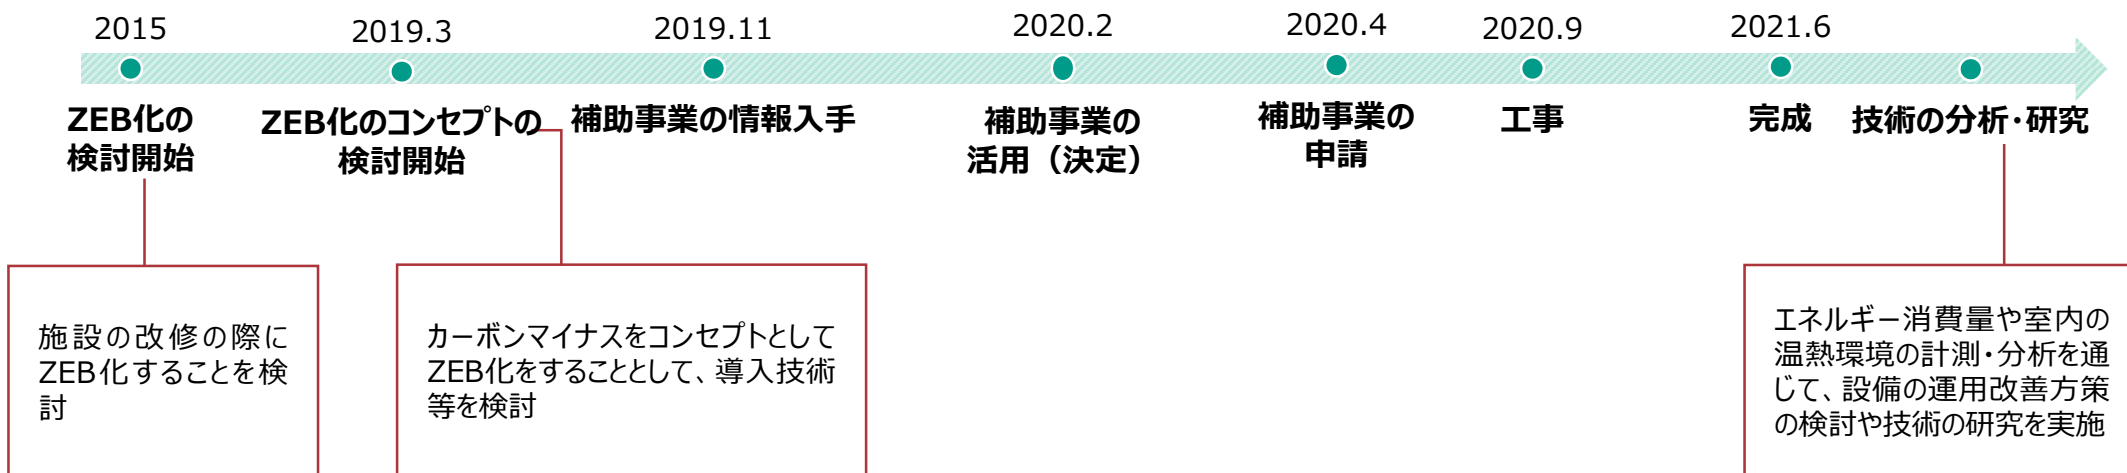 2015
2019.3
2019.11
2020.2
2020.4
2020.9
2021.6
ZEB化の
検討開始
ZEB化のコンセプトの
検討開始
補助事業の情報入手
補助事業の
活用（決定）
補助事業の
申請
工事
完成
技術の分析・研究
施設の改修の際に
ZEB化することを検
討
カーボンマイナスをコンセプトとして
ZEB化をすることとして、導入技術
等を検討
エネルギー消費量や室内の
温熱環境の計測・分析を通
じて、設備の運用改善方策
の検討や技術の研究を実施